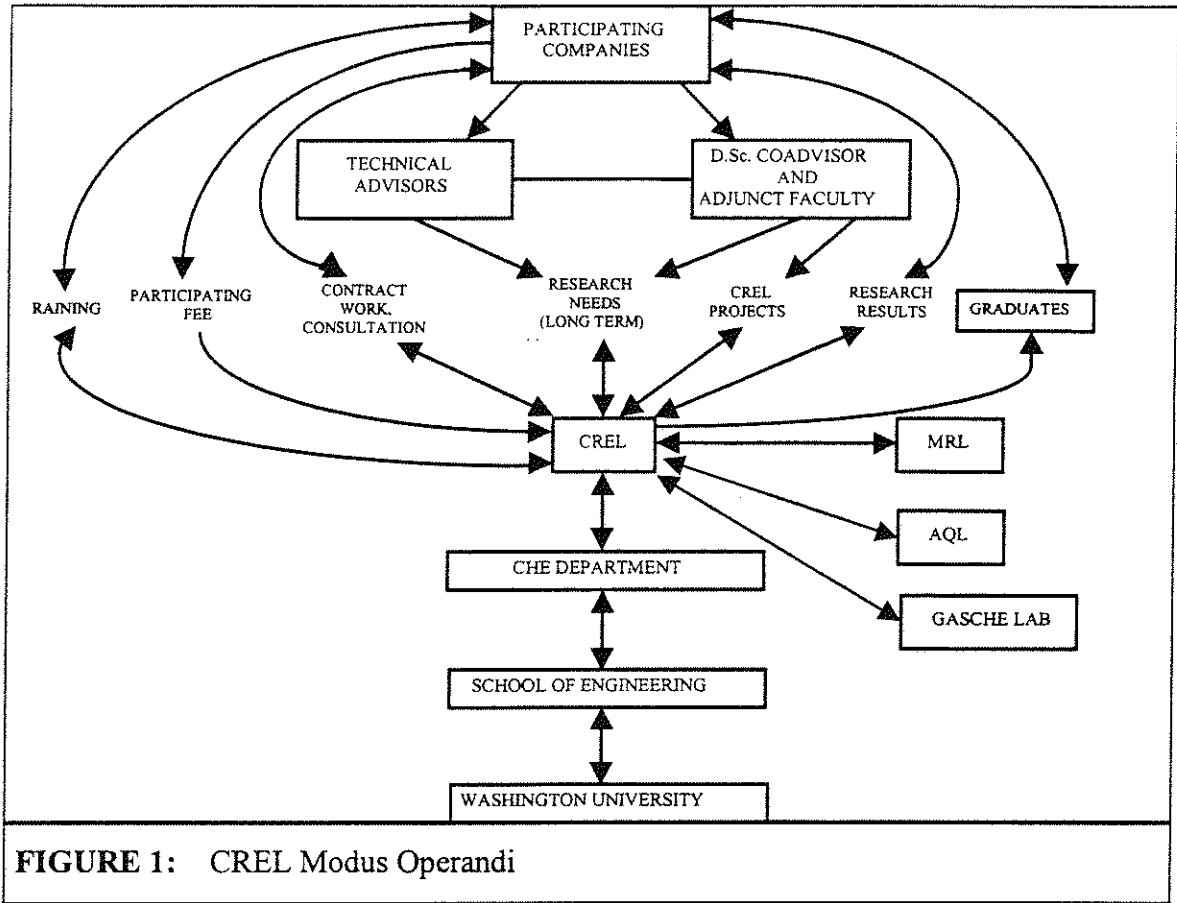 PARTICIPATING
COMPANIES
TECHNICAL
ADVISORS
D.Sc. COADVISOR
AND
ADJUNCT FACULTY
RAINING
PARTICIPATING
FEE
CONTRACT
WORK,
CONSULTATION
RESEARCH
NEEDS
(LONG TERM)
CREL
PROJECTS
RESEARCH
RESULTS
GRADUATES
CREL
MRL
AQL
GASCHE LAB
CHE DEPARTMENT
SCHOOL OF ENGINEERING
WASHINGTON UNIVERSITY
FIGURE 1: CREL Modus Operandi